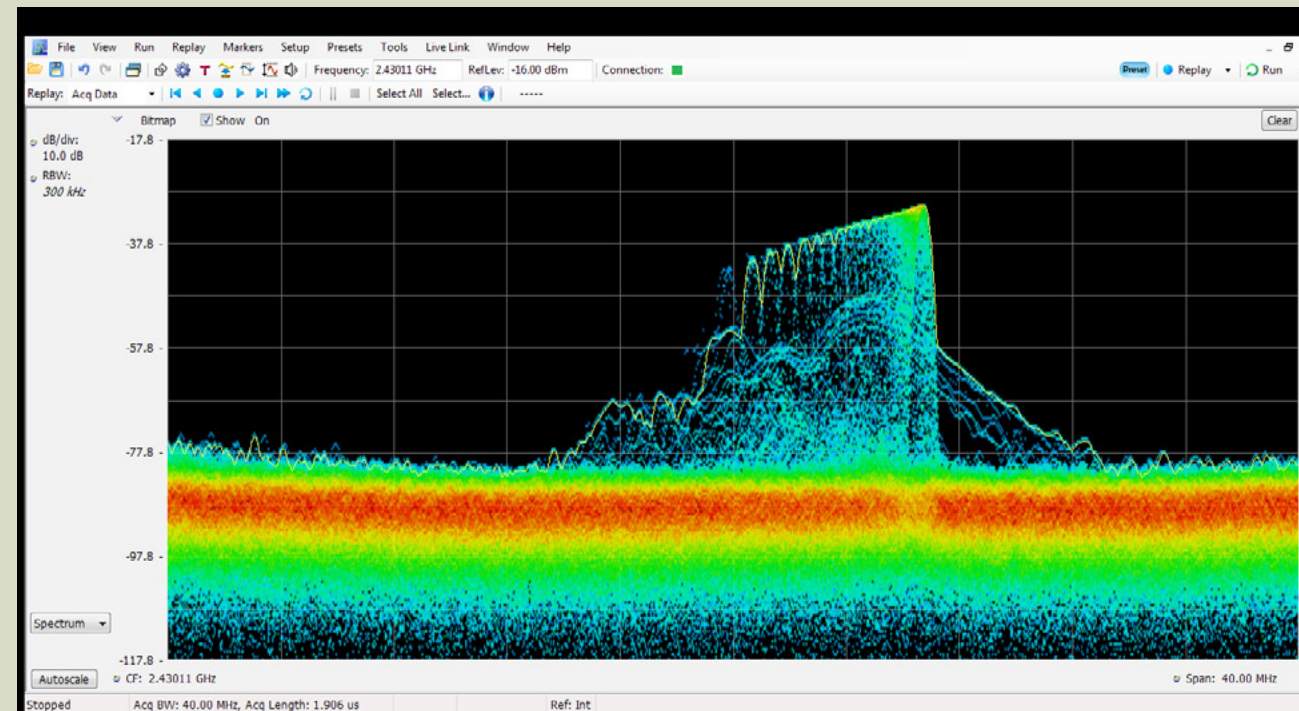 File View Run Replay Markers Setup Presets Tools Live Link Window Help
T Frequency: 2.43011 GHz RefLev: -16.00 dBm Connection: Preset Replay Run
Replay: Acq Data Select All Select... -----
Bitmap Show On Clear
dB/div:
10.0 dB
RBW:
300 kHz
-17.8
-37.8
-57.8
-77.8
-97.8
Spectrum
-117.8
Autoscale CF: 2.43011 GHz Span: 40.00 MHz
Stopped Acq BW: 40.00 MHz, Acq Length: 1.906 us Ref: Int